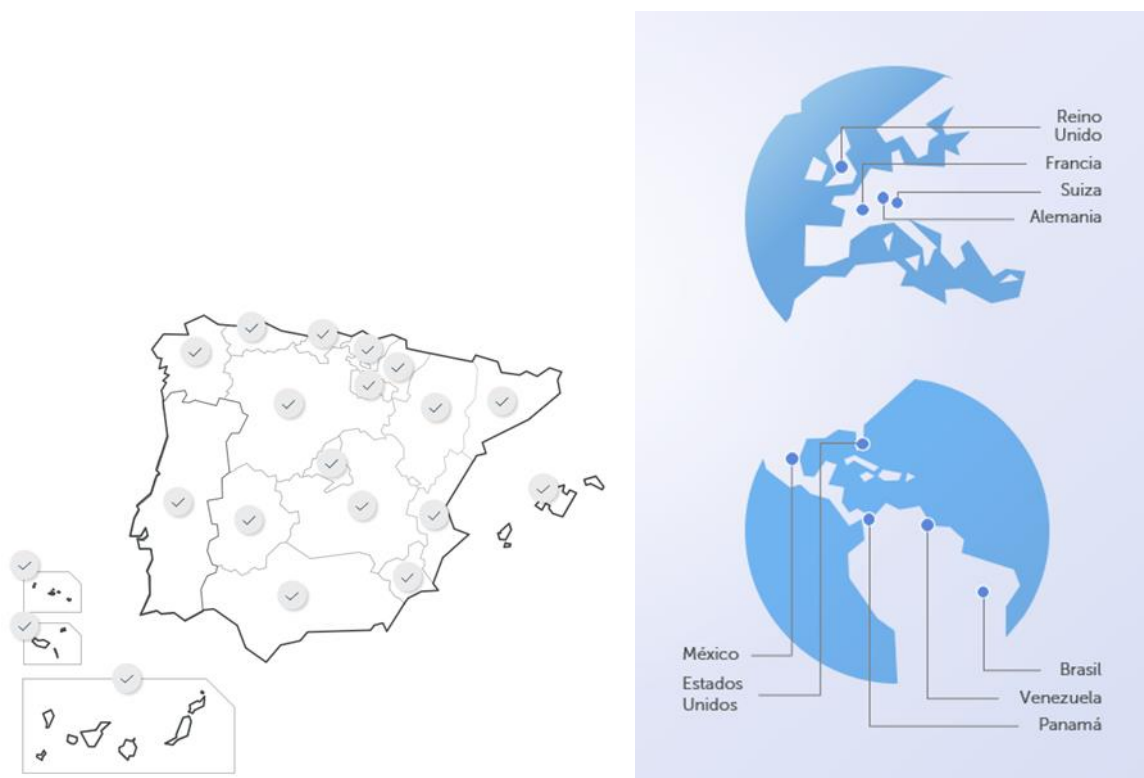 Reino
Unido
Francia
Suiza
Alemania
México
Estados
Unidos
Brasil
Venezuela
Panamá